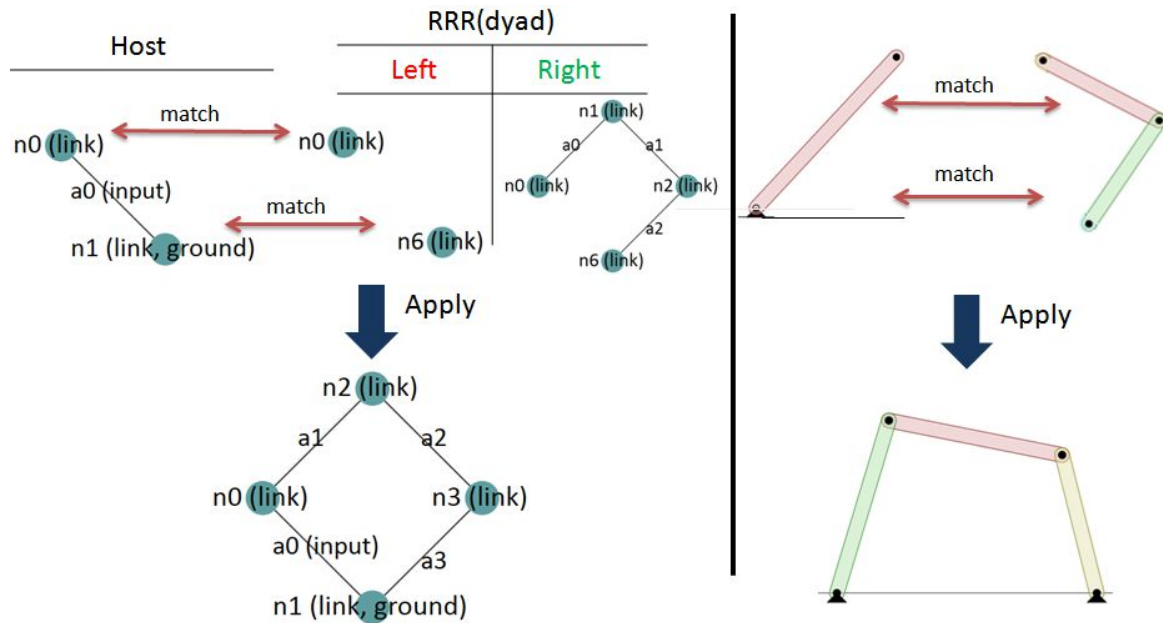 RRR(dyad)
Host
Left
Right
match
n0 (link)
n0 (link)
a0 (input)
match
n1 (link, ground)
n6 (link)
n1 (link)
a0
a1
n0 (link)
n2 (link)
a2
n6 (link)
Apply
n2 (link)
a1
a2
n0 (link)
n3 (link)
a0 (input)
a3
n1 (link, ground)
match
match
Apply